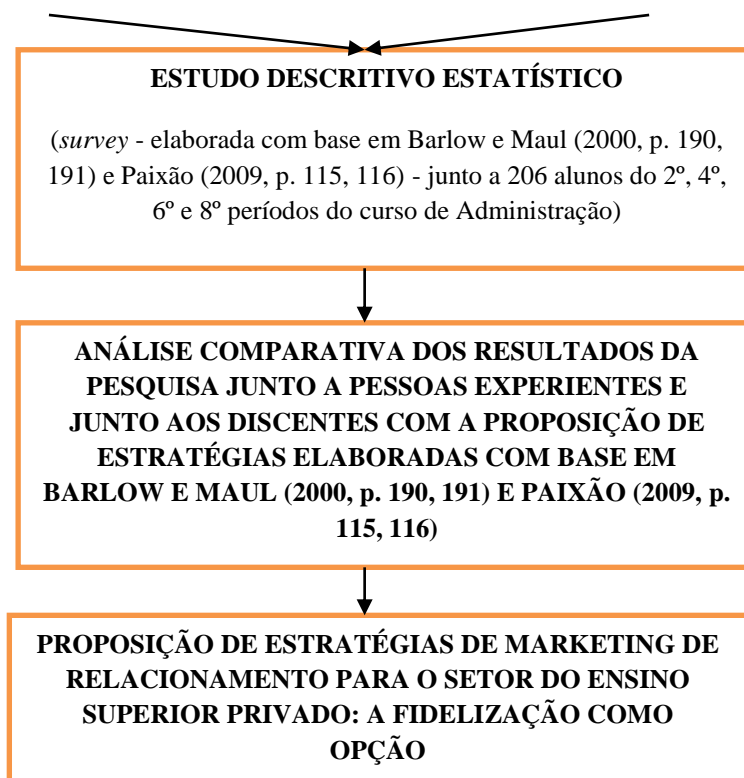 ESTUDO DESCRITIVO ESTATÍSTICO
(survey - elaborada com base em Barlow e Maul (2000, p. 190,
191) e Paixão (2009, p. 115, 116) - junto a 206 alunos do 2º, 4º,
6º e 8º períodos do curso de Administração)
ANÁLISE COMPARATIVA DOS RESULTADOS DA
PESQUISA JUNTO A PESSOAS EXPERIENTES E
JUNTO AOS DISCENTES COM A PROPOSIÇÃO DE
ESTRATÉGIAS ELABORADAS COM BASE EM
BARLOW E MAUL (2000, p. 190, 191) E PAIXÃO (2009, p.
115, 116)
PROPOSIÇÃO DE ESTRATÉGIAS DE MARKETING DE
RELACIONAMENTO PARA O SETOR DO ENSINO
SUPERIOR PRIVADO: A FIDELIZAÇÃO COMO
OPÇÃO